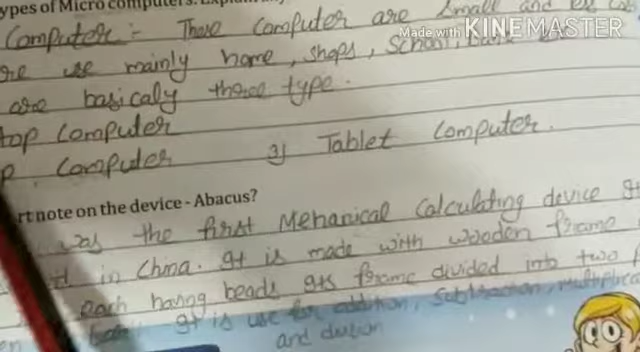 ypes of Micro computers. Explain
Made with KINEMASTER
Computer :- These Computer are small and
are use mainly home, shops, School,
are basicaly three type.
top Computer
p Computer 3) Tablet Computer.
rt note on the device - Abacus?
was the first Mehanical Calculating device
in China. It is made with wooden frame
Each having beads its frame divided into two
It is use for addition, Subtraction,
and division